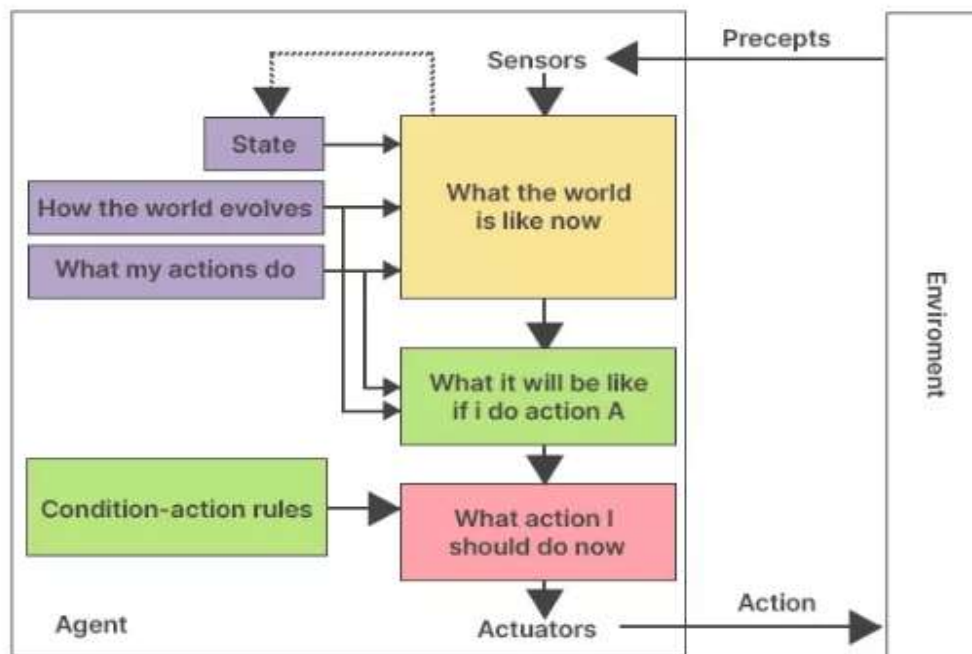 Precepts
Sensors
State
What the world
is like now
How the world evolves
What my actions do
Enviroment
What it will be like
if i do action A
Condition-action rules
What action I
should do now
Action
Agent
Actuators